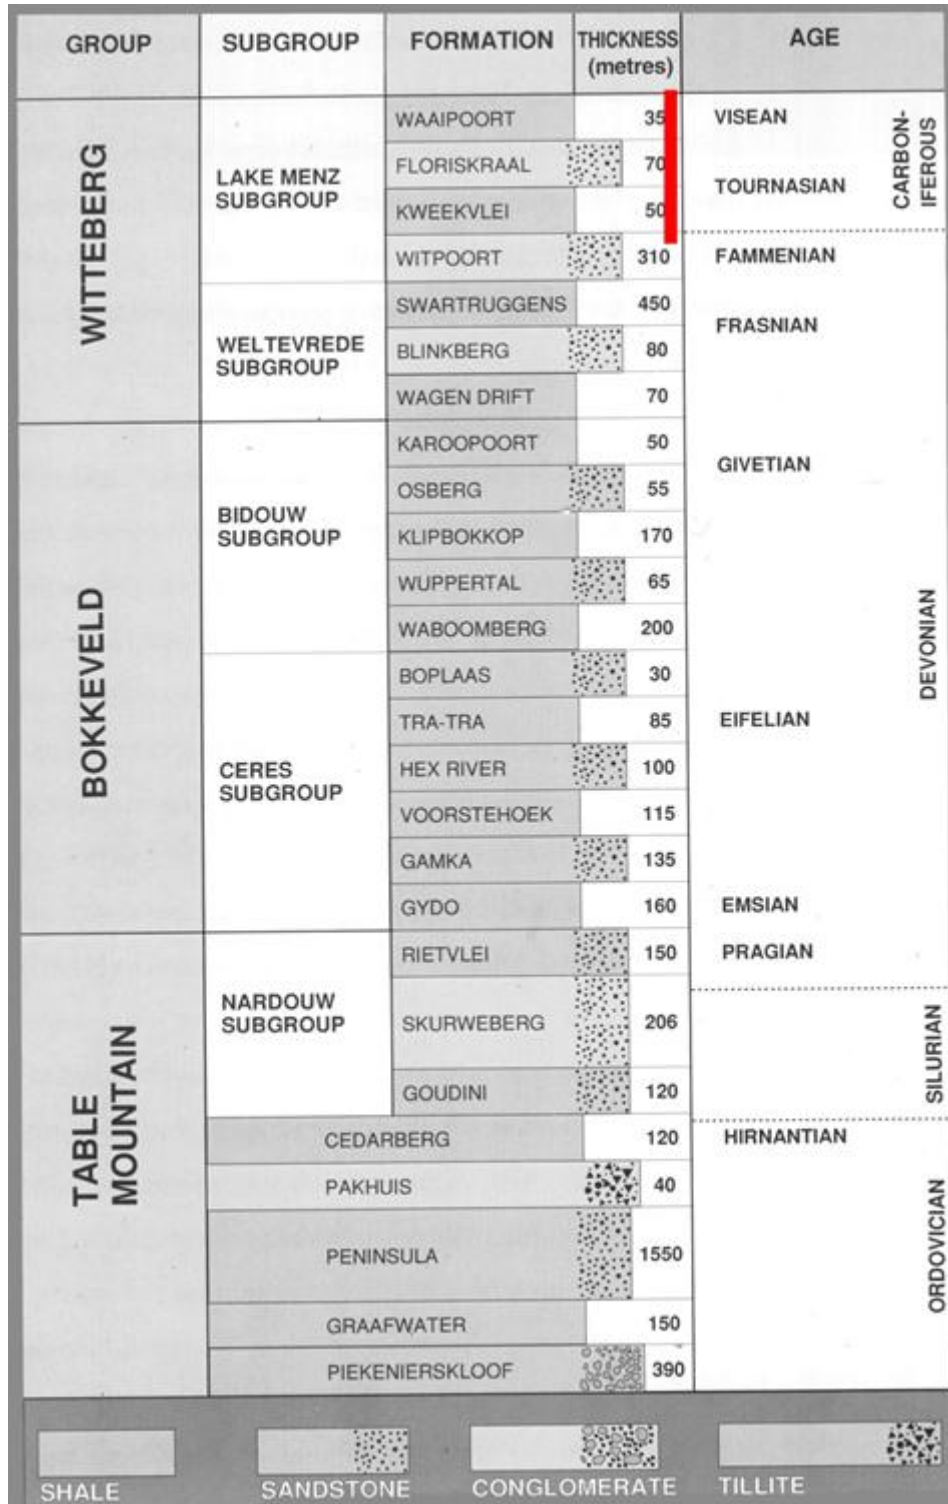 GROUP SUBGROUP FORMATION THICKNESS AGE
(metres)
WITTEBERG
LAKE MENZ
SUBGROUP
WAAIPOORT 35 VISEAN
FLORISKRAAL 70
TOURNASIAN
KWEEKVLEI 50
CARBON-
IFEROUS
WITPOORT 310 FAMMENIAN
WELTEVREDE
SUBGROUP
SWARTRUGGENS 450
FRASNIAN
BLINKBERG 80
WAGEN DRIFT 70
BOKKEVELD
BIDOUW
SUBGROUP
KAROOPOORT 50
GIVETIAN
OSBERG 55
KLIPBOKKOP 170
WUPPERTAL 65
WABOOMBERG 200
DEVONIAN
CERES
SUBGROUP
BOPLAAS 30
TRA-TRA 85 EIFELIAN
HEX RIVER 100
VOORSTEHOEK 115
GAMKA 135
GYDO 160 EMSIAN
TABLE
MOUNTAIN
NARDOUW
SUBGROUP
RIETVLEI 150 PRAGIAN
SKURWEBERG 206
GOUDINI 120
SILURIAN
CEDARBERG 120 HIRNANTIAN
PAKHUIS 40
PENINSULA 1550
GRAAFWATER 150
PIEKENIERSKLOOF 390
ORDOVICIAN
SHALE SANDSTONE CONGLOMERATE TILLITE